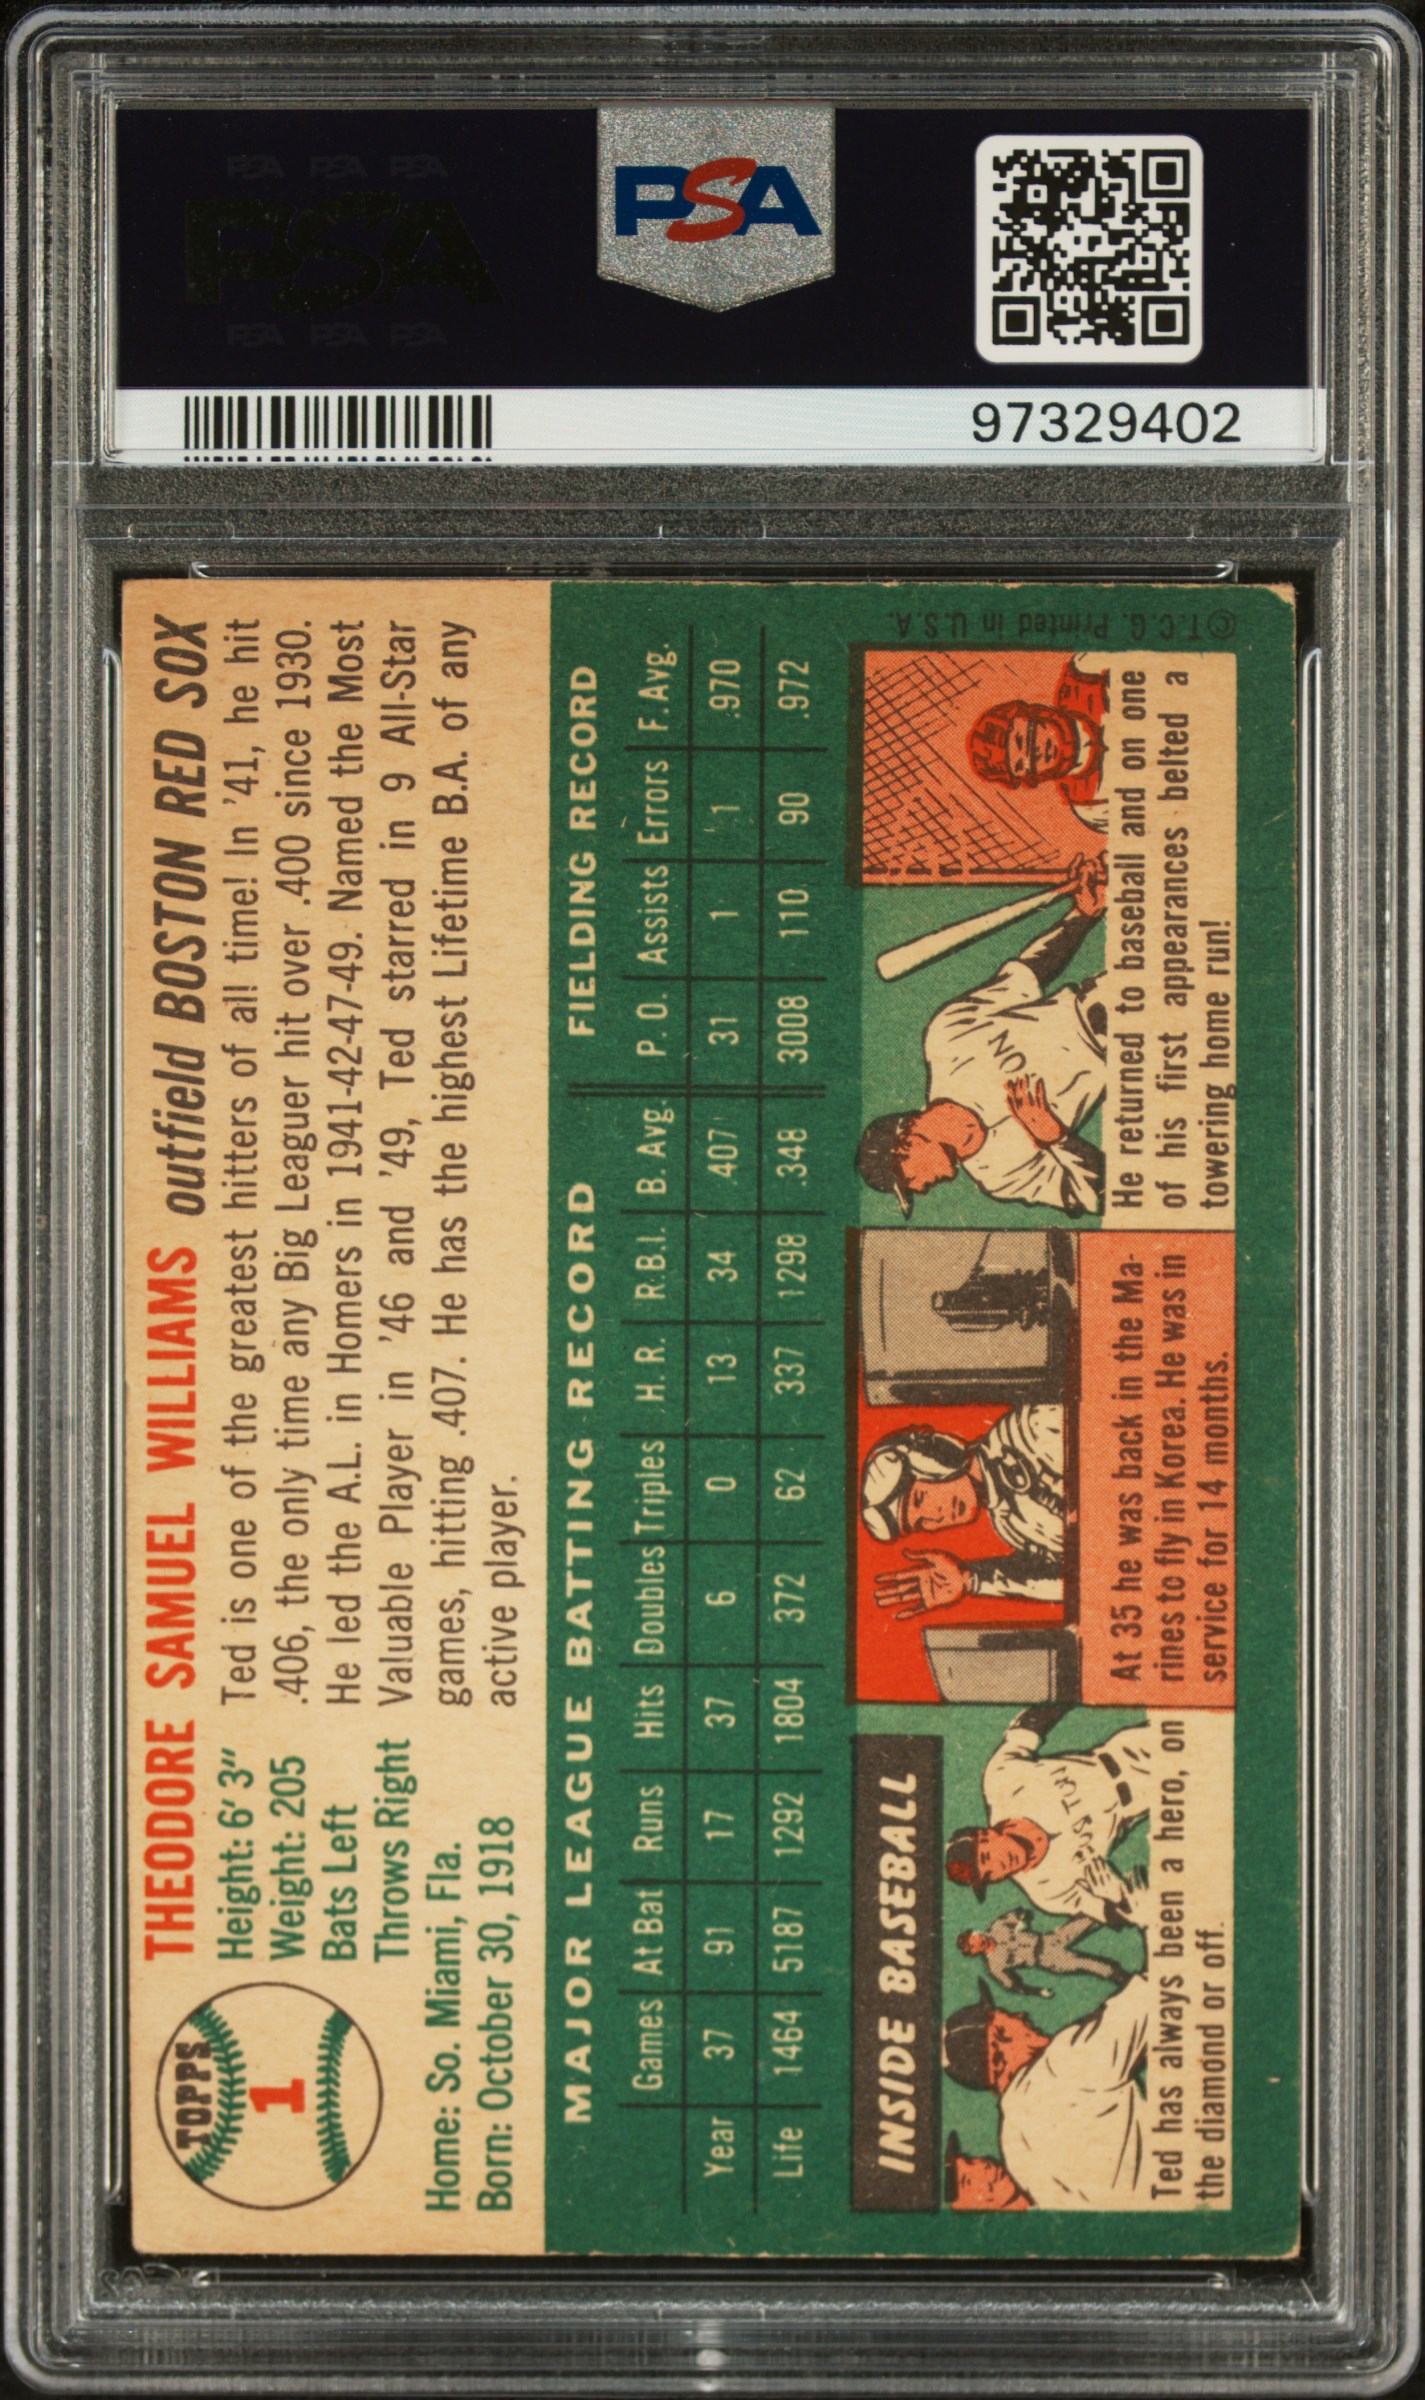 PSA PSA PSA
PSA
PSA PSA PSA
PSA
97329402
TOPPS
1
THEODORE SAMUEL WILLIAMS outfield BOSTON RED SOX
Height: 6' 3"
Weight: 205
Bats Left
Throws Right
Home: So. Miami, Fla.
Born: October 30, 1918
Ted is one of the greatest hitters of all time! In '41, he hit
.406, the only time any Big Leaguer hit over .400 since 1930.
He led the A.L. in Homers in 1941-42-47-49. Named the Most
Valuable Player in '46 and '49, Ted starred in 9 All-Star
games, hitting .407. He has the highest Lifetime B.A. of any
active player.
MAJOR LEAGUE BATTING RECORD FIELDING RECORD
Games At Bat Runs Hits Doubles Triples H. R. R.B.I. B. Avg. P. O. Assists Errors F. Avg.
Year 37 91 17 37 6 0 13 34 .407 31 1 1 .970
Life 1464 5187 1292 1804 372 62 337 1298 .348 3008 110 90 .972
INSIDE BASEBALL
Ted has always been a hero, on
the diamond or off.
At 35 he was back in the Ma-
rines to fly in Korea. He was in
service for 14 months.
He returned to baseball and on one
of his first appearances belted a
towering home run!
©T.C.G. Printed in U.S.A.